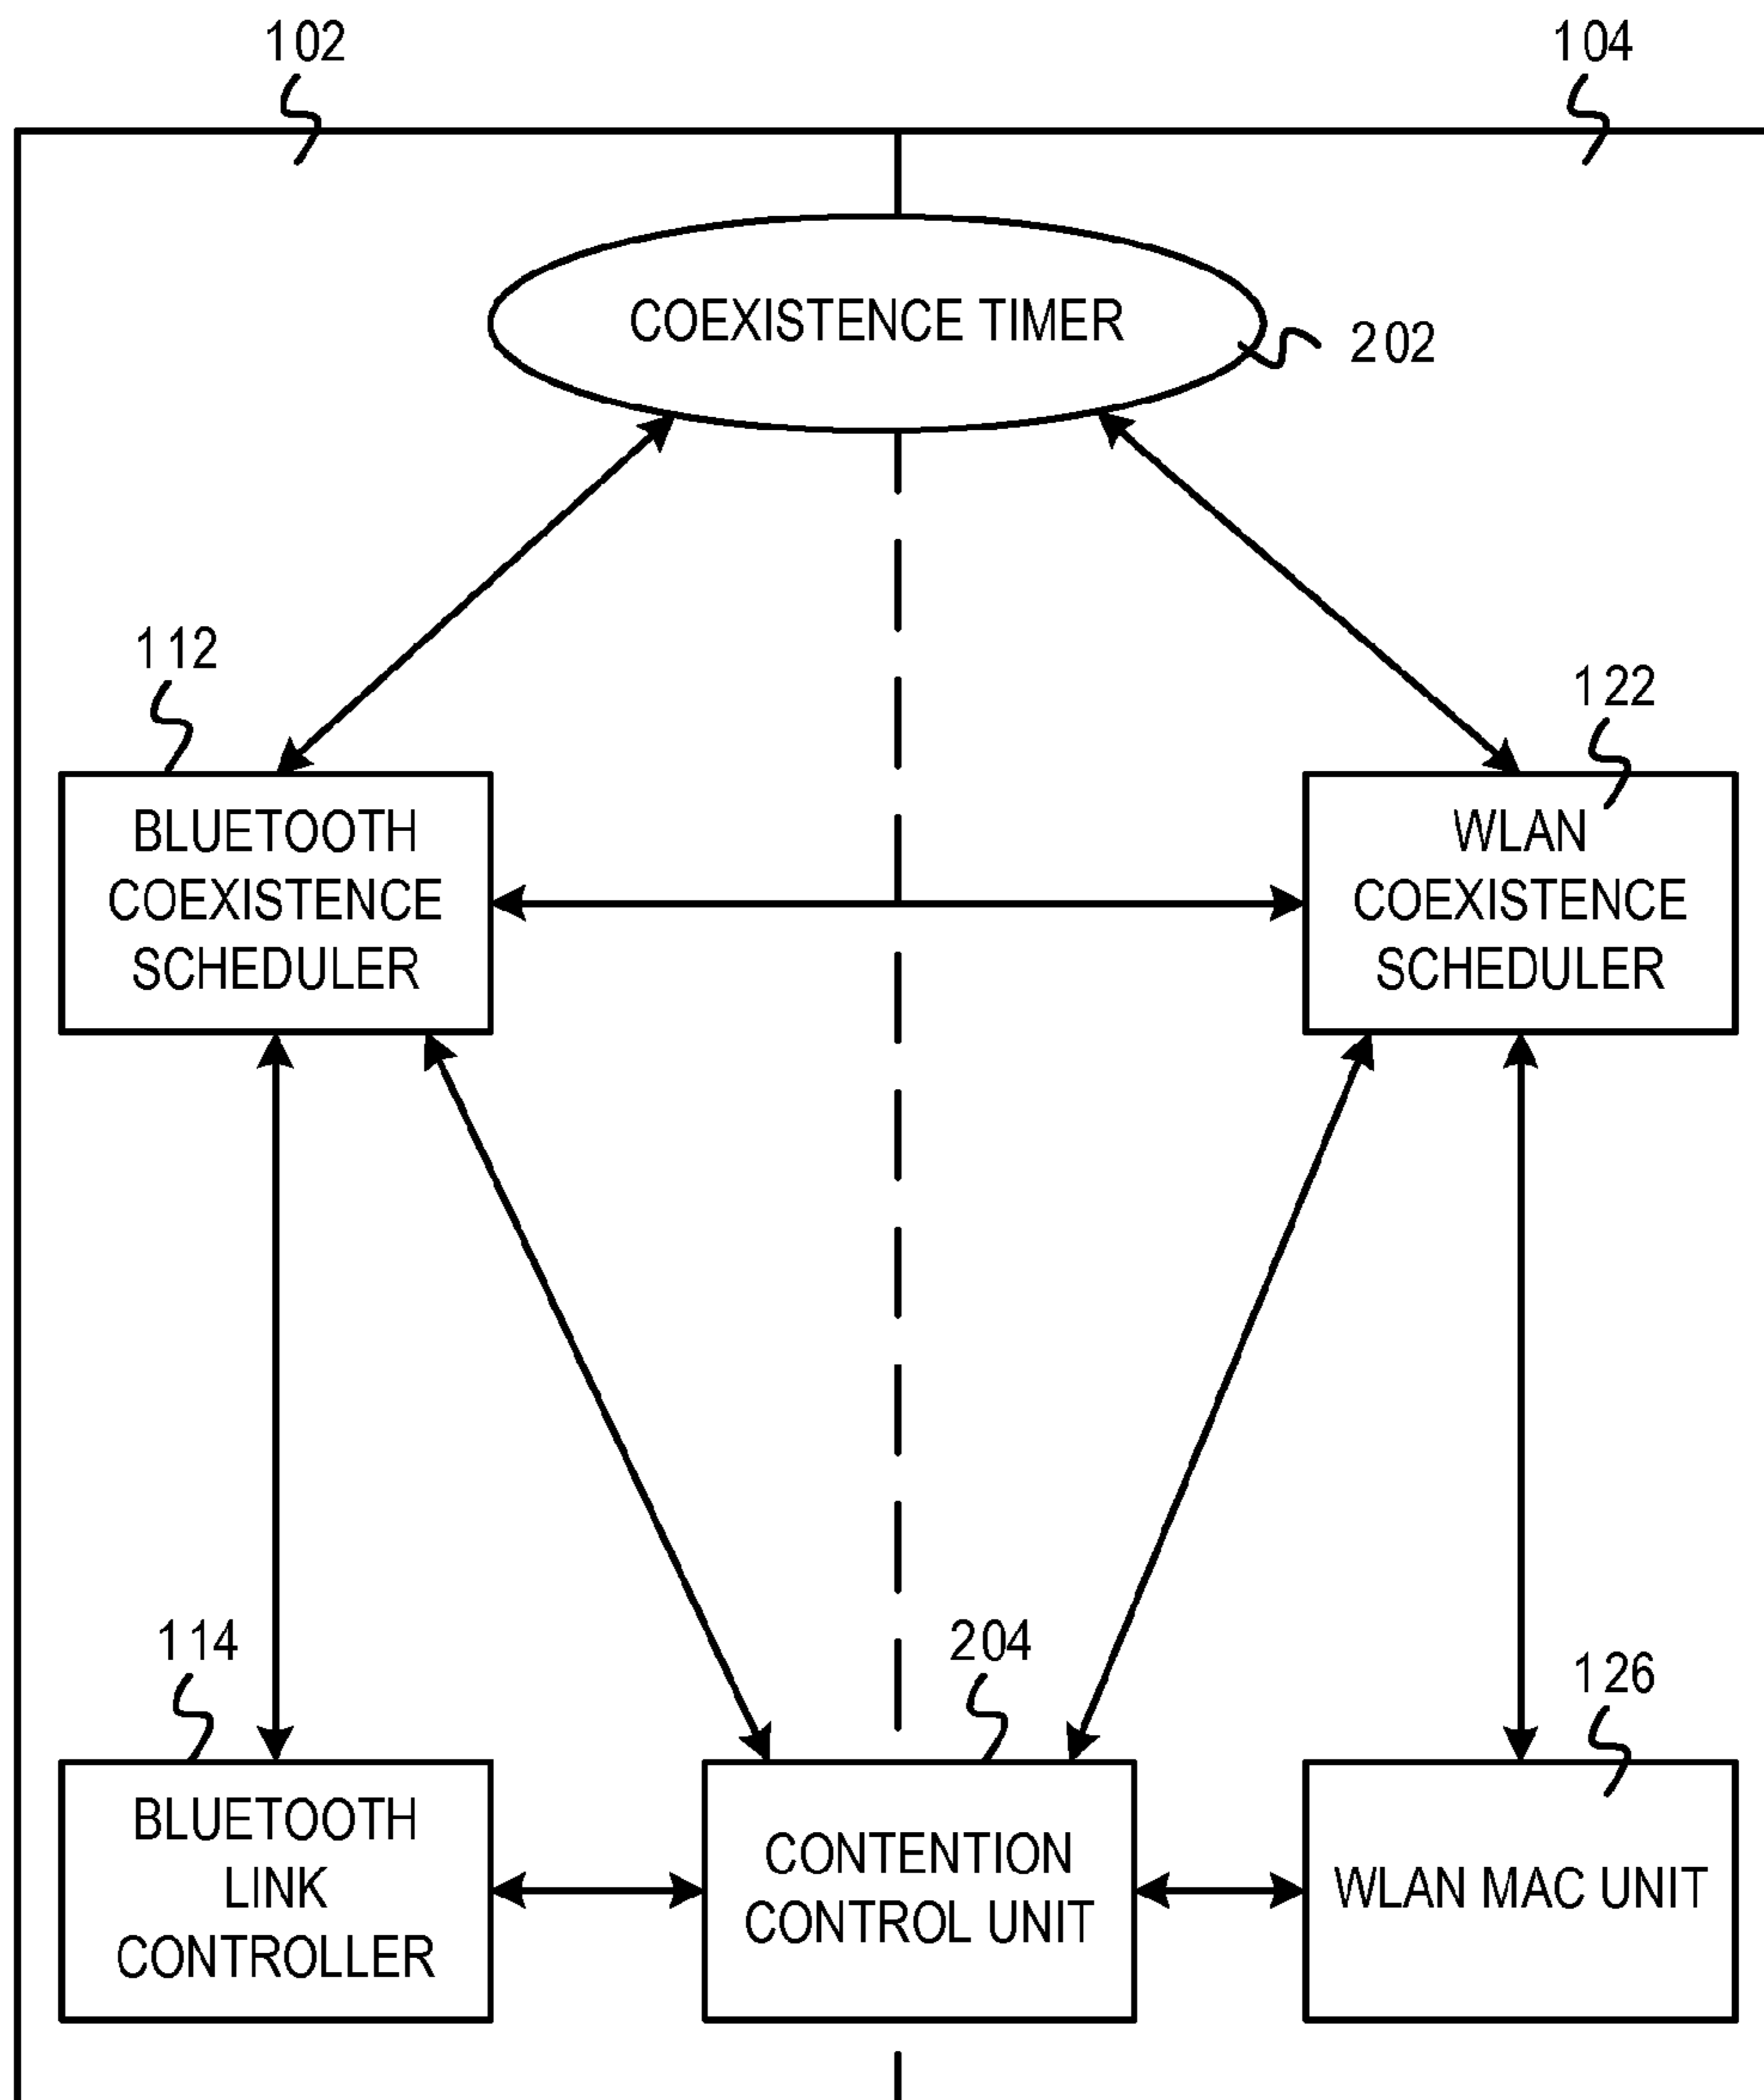 102
104
COEXISTENCE TIMER
202
112
122
BLUETOOTH
COEXISTENCE
SCHEDULER
WLAN
COEXISTENCE
SCHEDULER
114
204
126
BLUETOOTH
LINK
CONTROLLER
CONTENTION
CONTROL UNIT
WLAN MAC UNIT